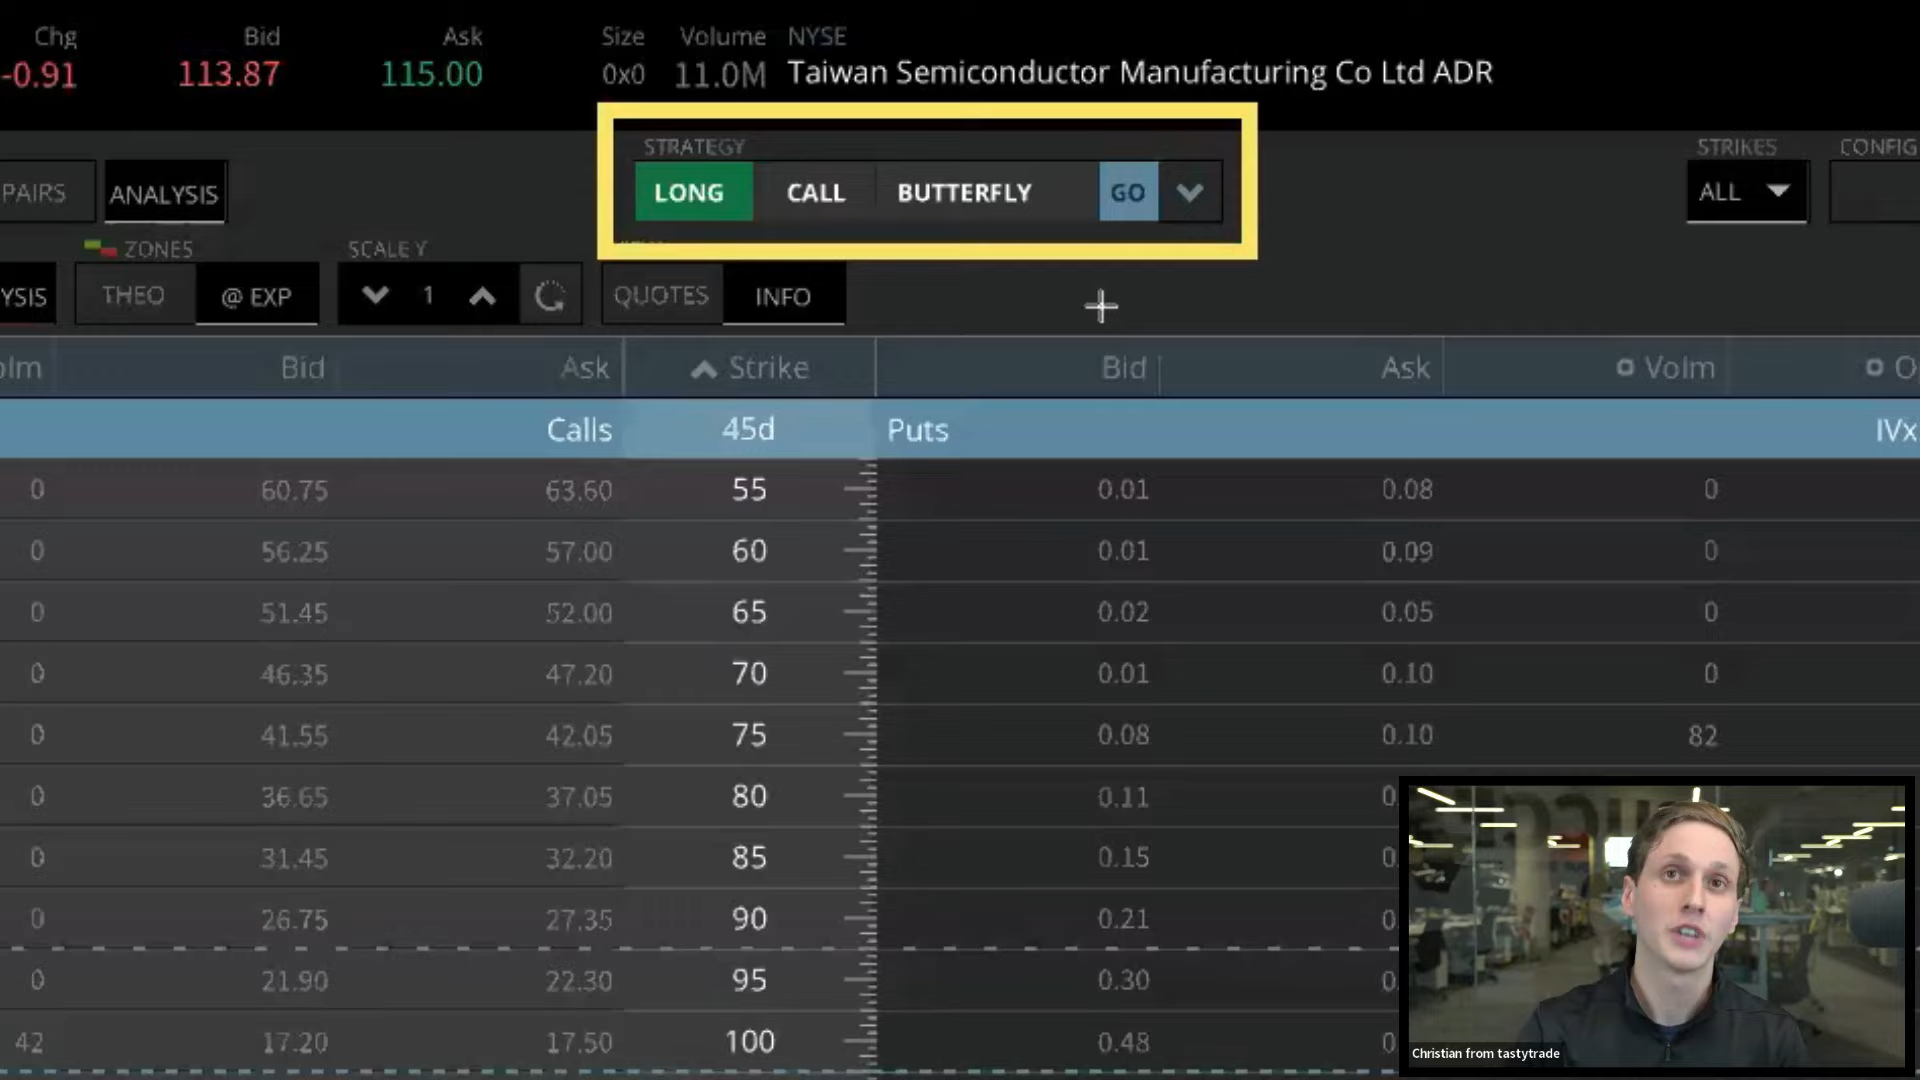 Chg Bid Ask Size Volume NYSE
-0.91 113.87 115.00 0x0 11.0M Taiwan Semiconductor Manufacturing Co Ltd ADR
STRATEGY STRIKES CONFIG
PAIRS ANALYSIS LONG CALL BUTTERFLY GO ALL
ZONES SCALE Y
YSIS THEO @ EXP 1 QUOTES INFO
olm Bid Ask Strike Bid Ask Volm O
Calls 45d Puts IVx
0 60.75 63.60 55 0.01 0.08 0
0 56.25 57.00 60 0.01 0.09 0
0 51.45 52.00 65 0.02 0.05 0
0 46.35 47.20 70 0.01 0.10 0
0 41.55 42.05 75 0.08 0.10 82
0 36.65 37.05 80 0.11 0.
0 31.45 32.20 85 0.15 0.
0 26.75 27.35 90 0.21 0.
0 21.90 22.30 95 0.30 0.
42 17.20 17.50 100 0.48 0.
Christian from tastytrade